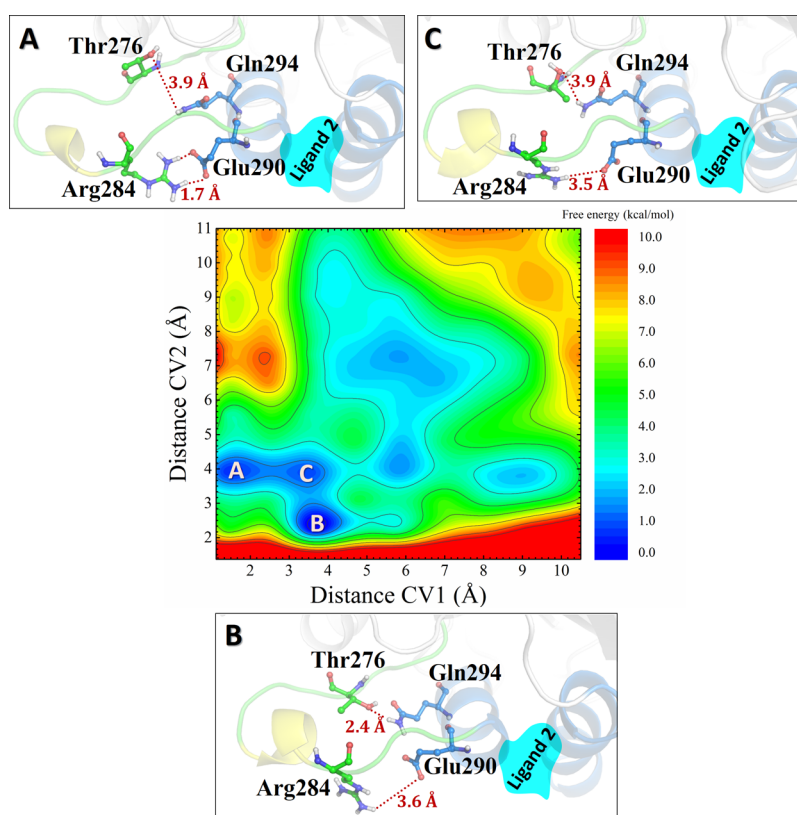 A
Thr276
Gln294
3.9 Å
Glu290
Arg284
1.7 Å
Ligand 2
C
Thr276
Gln294
3.9 Å
Glu290
Arg284
3.5 Å
Ligand 2
Free energy (kcal/mol)
11
10
9
8
7
6
5
4
3
2
Distance CV2 (Å)
A
C
B
2 3 4 5 6 7 8 9 10
Distance CV1 (Å)
10.0
9.0
8.0
7.0
6.0
5.0
4.0
3.0
2.0
1.0
0.0
B
Thr276
Gln294
2.4 Å
Glu290
Arg284
3.6 Å
Ligand 2